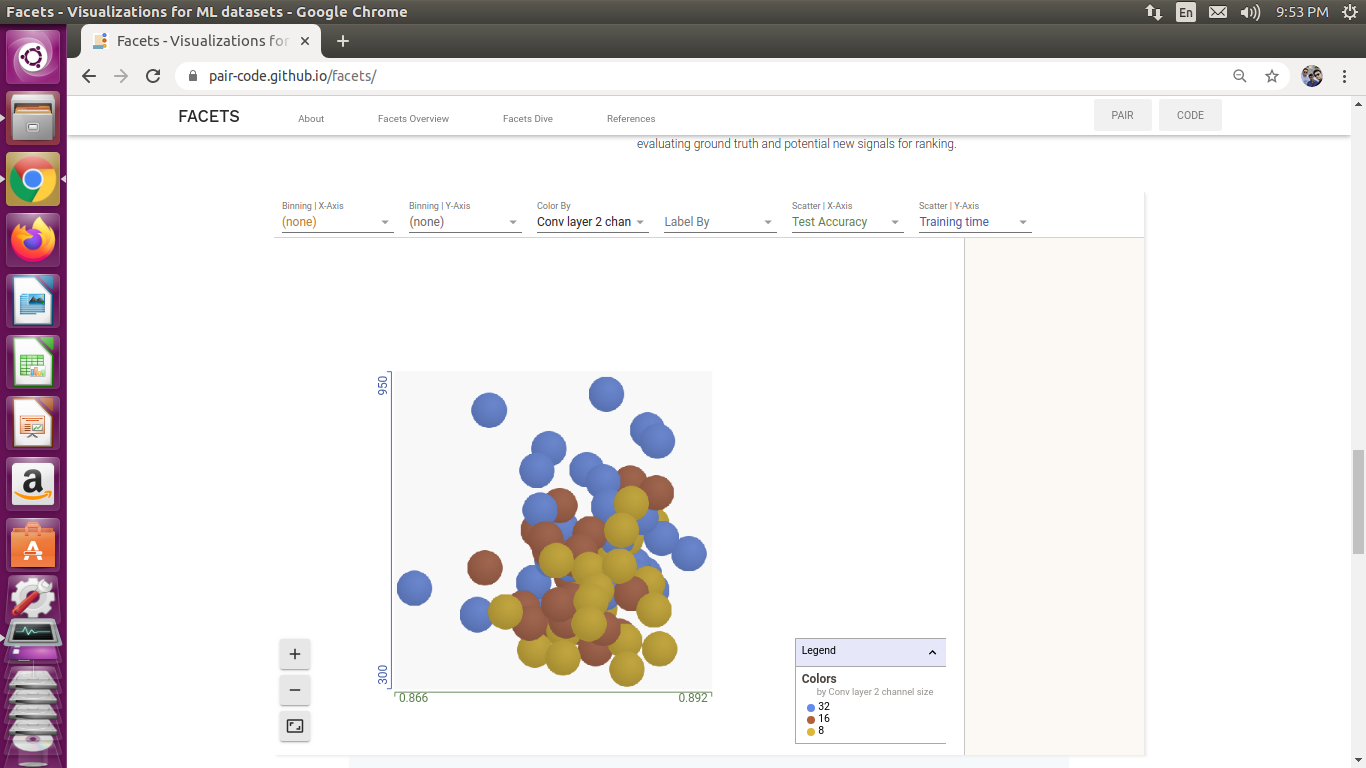 Facets - Visualizations for ML datasets - Google Chrome
En
9:53 PM
Facets - Visualizations for
pair-code.github.io/facets/
FACETS
About
Facets Overview
Facets Dive
References
PAIR
CODE
evaluating ground truth and potential new signals for ranking.
Binning | X-Axis
(none)
Binning | Y-Axis
(none)
Color By
Conv layer 2 chan
Label By
Scatter | X-Axis
Test Accuracy
Scatter | Y-Axis
Training time
950
300
0.866
0.892
Legend
Colors
by Conv layer 2 channel size
32
16
8